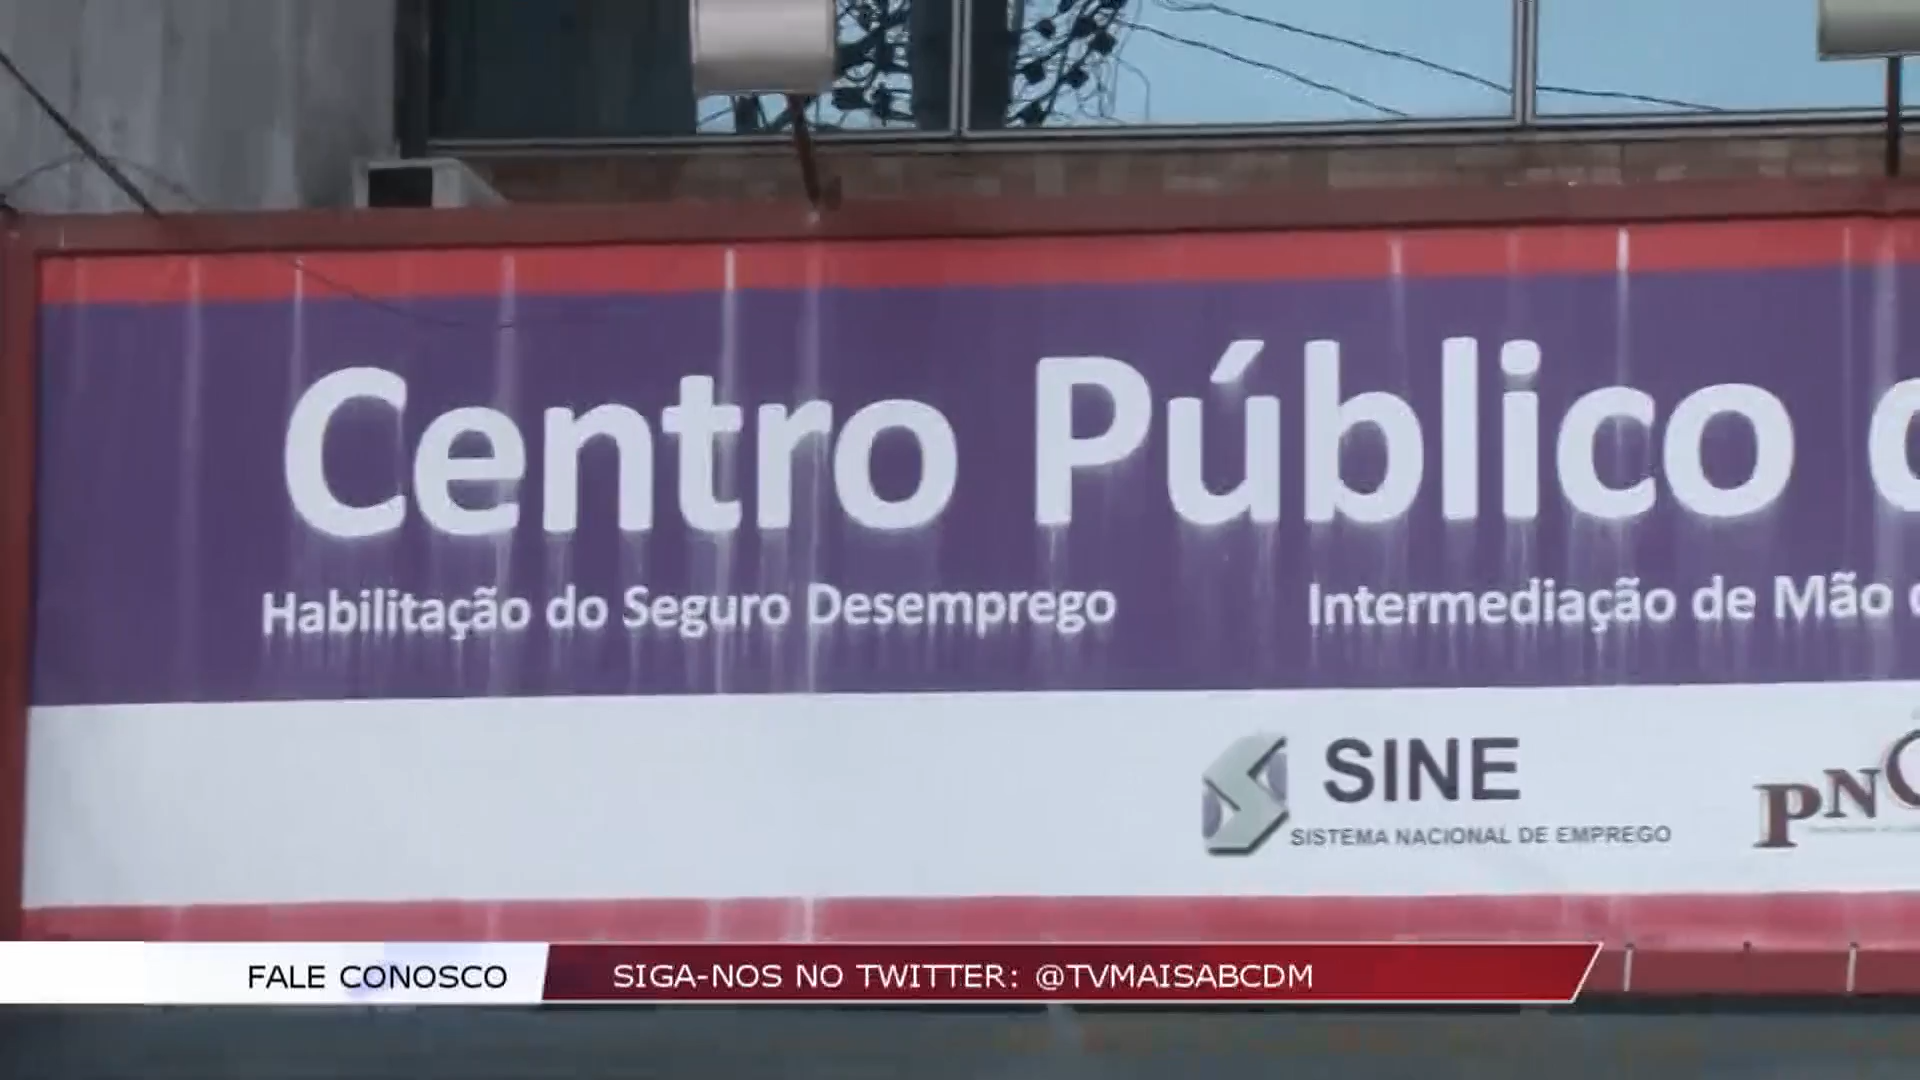 Centro Público
Habilitação do Seguro Desemprego
Intermediação de Mão
SINE
SISTEMA NACIONAL DE EMPREGO
PNQ
FALE CONOSCO
SIGA-NOS NO TWITTER: @TVMAISABCDM